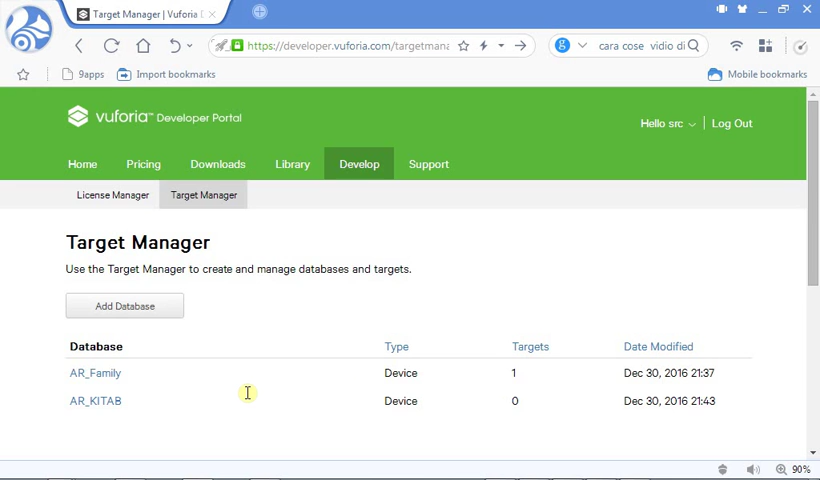 Target Manager | Vuforia
https://developer.vuforia.com/targetmana
cara cose vidio di
9apps
Import bookmarks
Mobile bookmarks
vuforia™ Developer Portal
Hello src
Log Out
Home
Pricing
Downloads
Library
Develop
Support
License Manager
Target Manager
Target Manager
Use the Target Manager to create and manage databases and targets.
Add Database
Database Type Targets Date Modified
AR_Family Device 1 Dec 30, 2016 21:37
AR_KITAB Device 0 Dec 30, 2016 21:43
90%